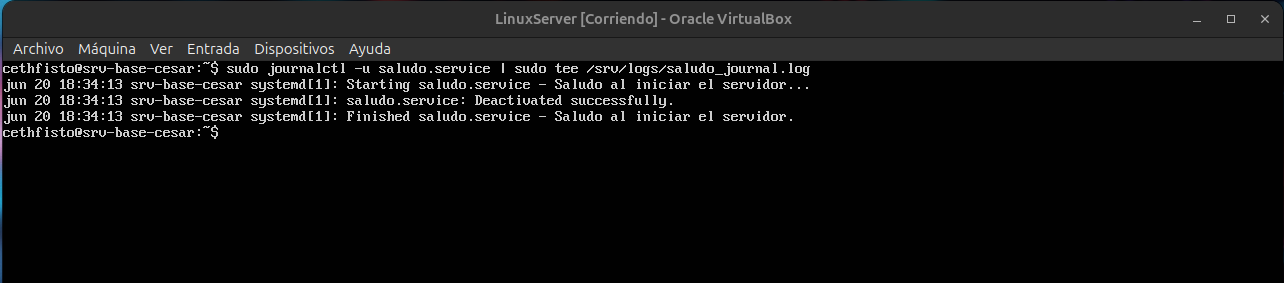 LinuxServer [Corriendo] - Oracle VirtualBox
Archivo Máquina Ver Entrada Dispositivos Ayuda
cethfisto@srv-base-cesar:~$ sudo journalctl -u saludo.service | sudo tee /srv/logs/saludo_journal.log
jun 20 18:34:13 srv-base-cesar systemd[1]: Starting saludo.service - Saludo al iniciar el servidor...
jun 20 18:34:13 srv-base-cesar systemd[1]: saludo.service: Deactivated successfully.
jun 20 18:34:13 srv-base-cesar systemd[1]: Finished saludo.service - Saludo al iniciar el servidor.
cethfisto@srv-base-cesar:~$